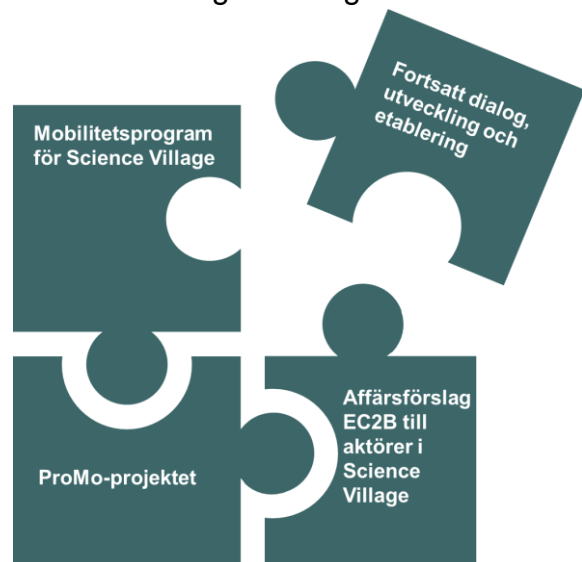 Mobilitetsprogram
för Science Village
Fortsatt dialog,
utveckling och
etablering
ProMo-projektet
Affärsförslag
EC2B till
aktörer i
Science
Village